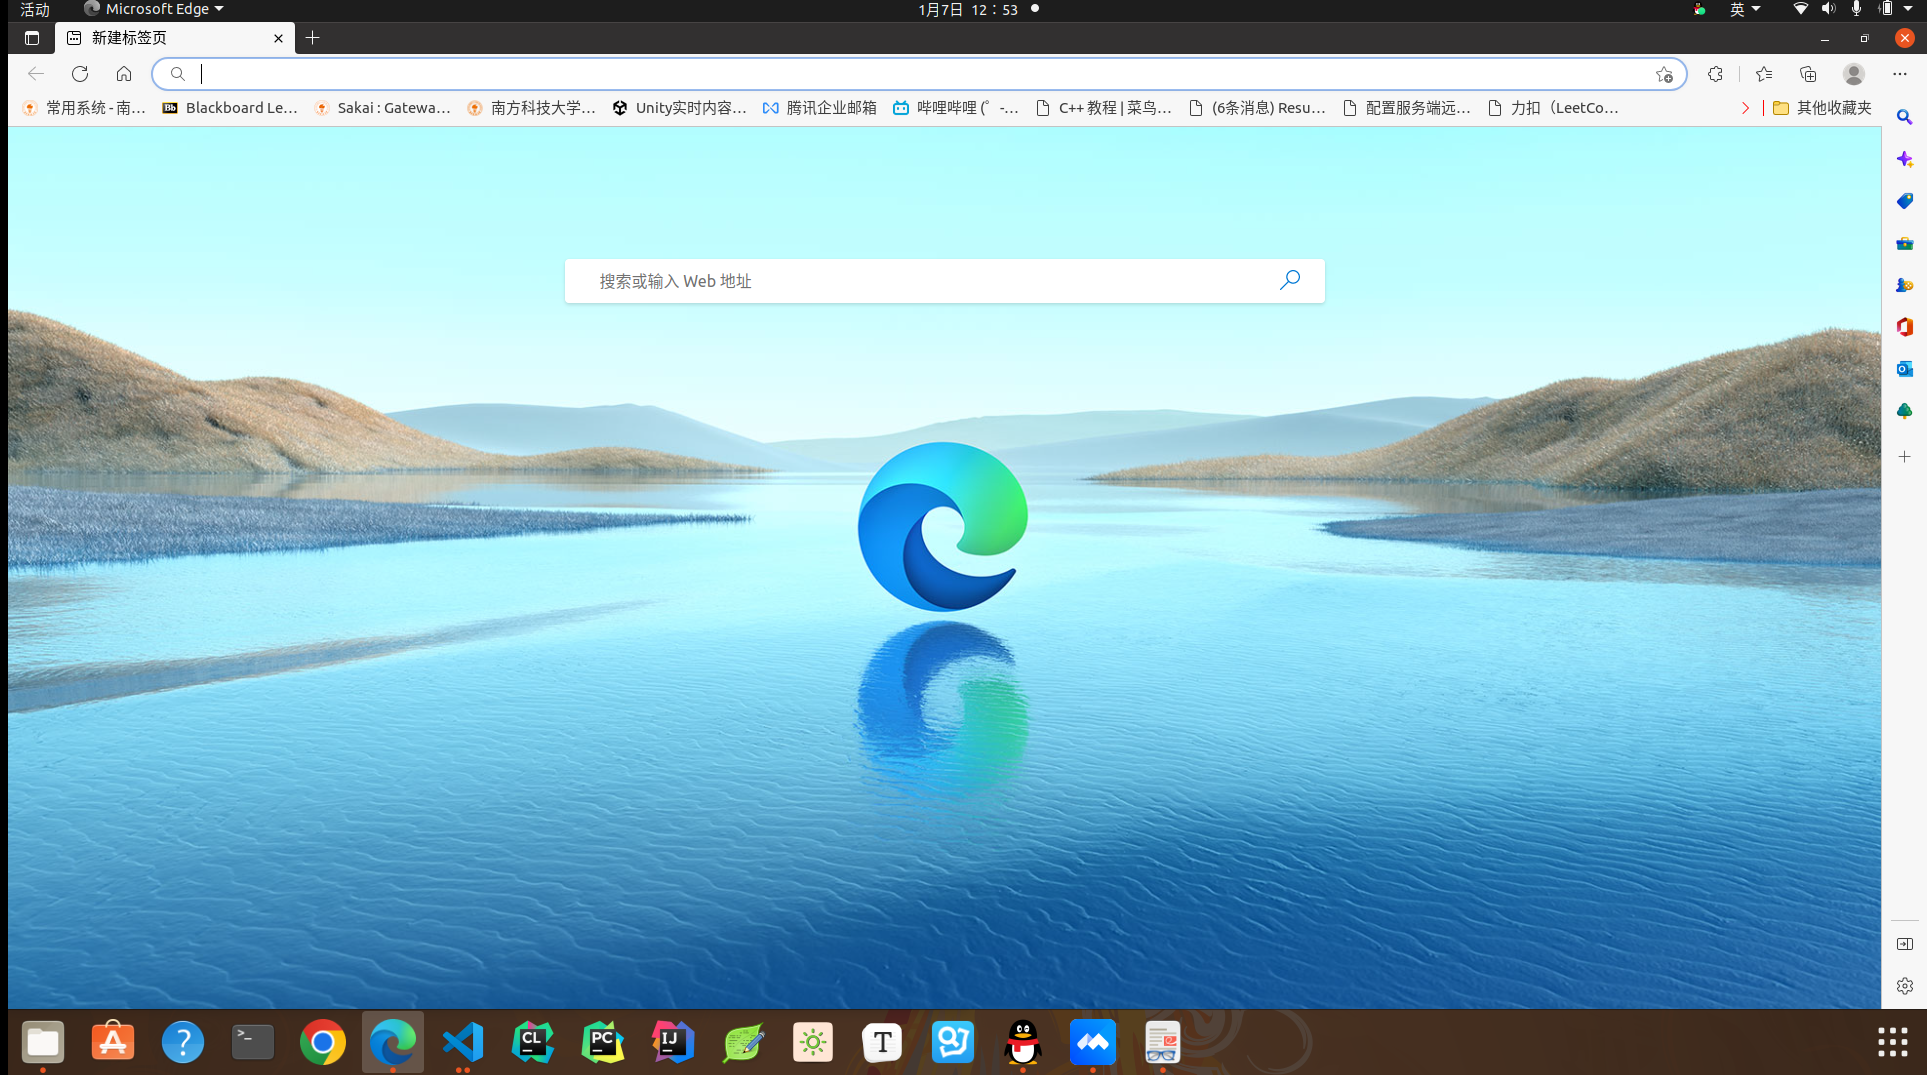 活动 Microsoft Edge 1月7日 12：53 英
新建标签页
常用系统 - 南… Bb Blackboard Le… Sakai : Gatewa… 南方科技大学… Unity实时内容… 腾讯企业邮箱 哔哩哔哩 (゜-… C++ 教程 | 菜鸟… (6条消息) Resu… 配置服务端远… 力扣（LeetCo… 其他收藏夹
搜索或输入 Web 地址
>_ CL PC IJ T